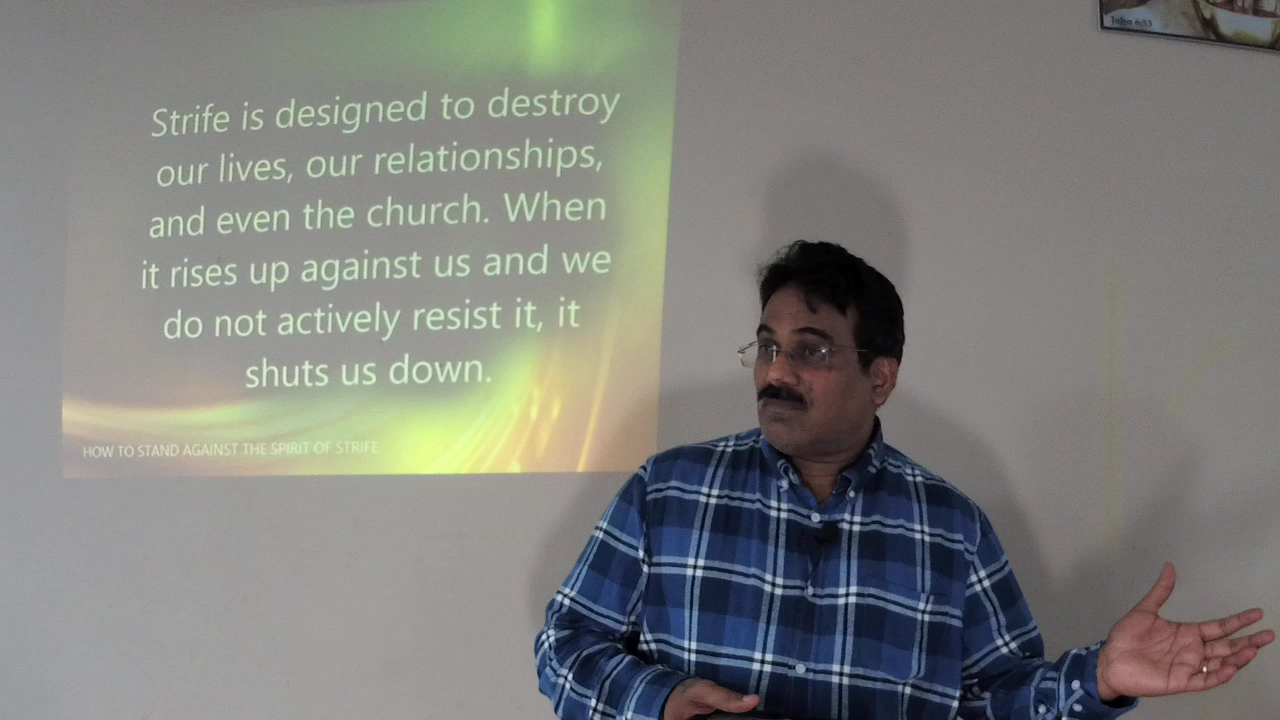 Strife is designed to destroy
our lives, our relationships,
and even the church. When
it rises up against us and we
do not actively resist it, it
shuts us down.
HOW TO STAND AGAINST THE SPIRIT OF STRIFE
John 6:53